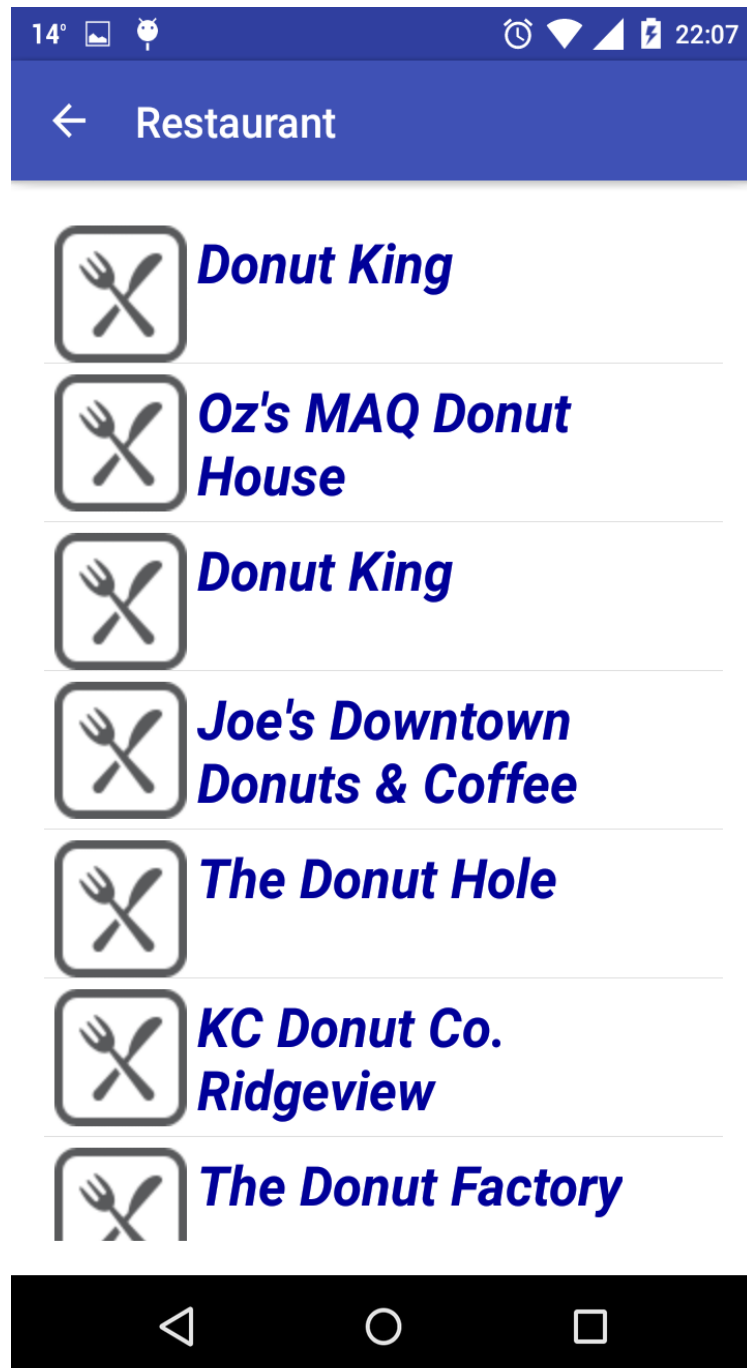 14° 22:07
Restaurant
Donut King
Oz's MAQ Donut
House
Donut King
Joe's Downtown
Donuts & Coffee
The Donut Hole
KC Donut Co.
Ridgeview
The Donut Factory